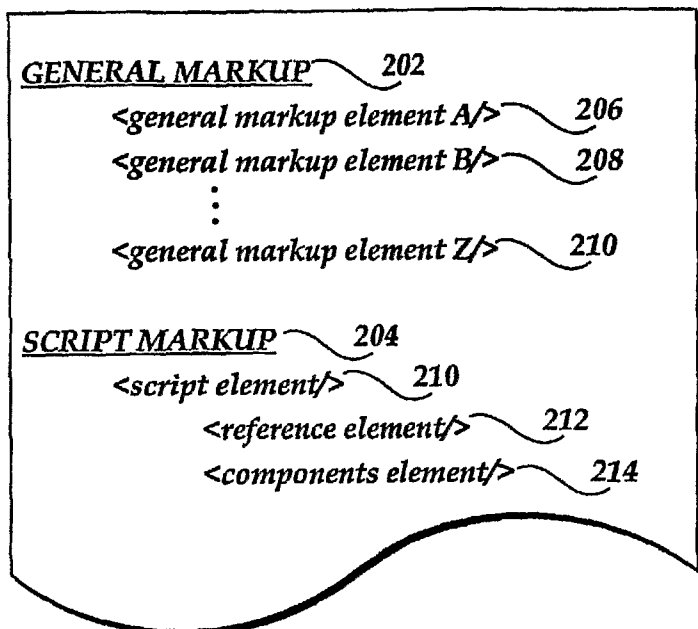 GENERAL MARKUP 202
<general markup element A/> 206
<general markup element B/> 208
<general markup element Z/> 210
SCRIPT MARKUP 204
<script element/> 210
<reference element/> 212
<components element/> 214